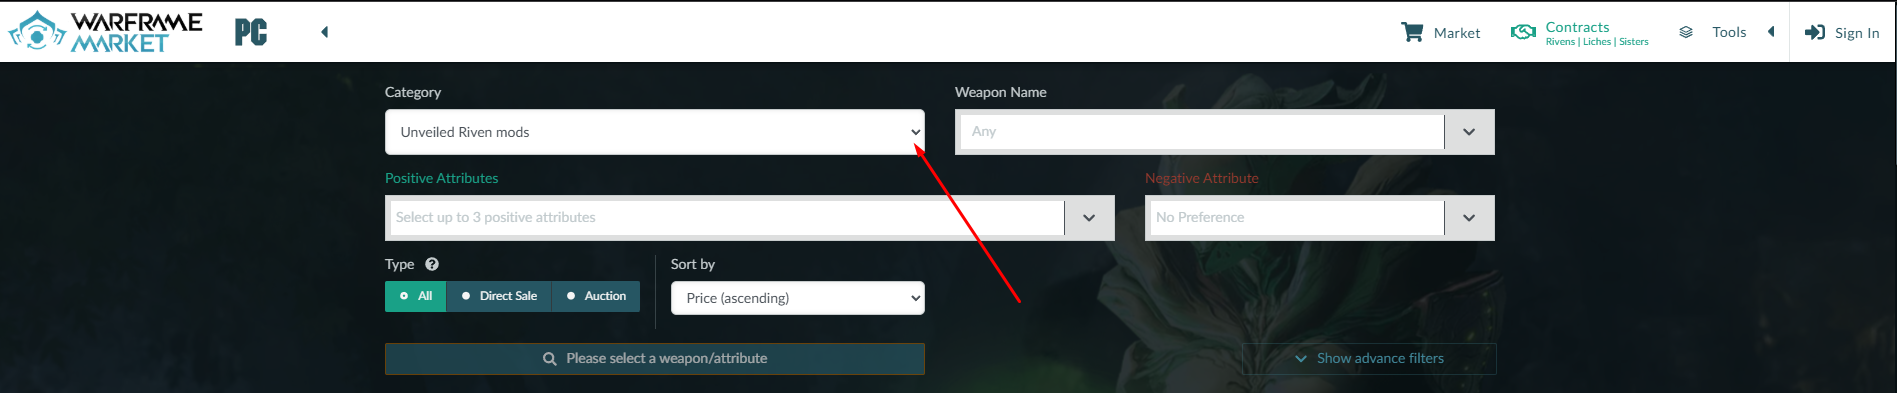 WARFRAME
MARKET
PC
Market
Contracts
Rivens | Liches | Sisters
Tools
Sign In
Category
Weapon Name
Unveiled Riven mods
Any
Positive Attributes
Negative Attribute
Select up to 3 positive attributes
No Preference
Type
Sort by
All
Direct Sale
Auction
Price (ascending)
Please select a weapon/attribute
Show advance filters